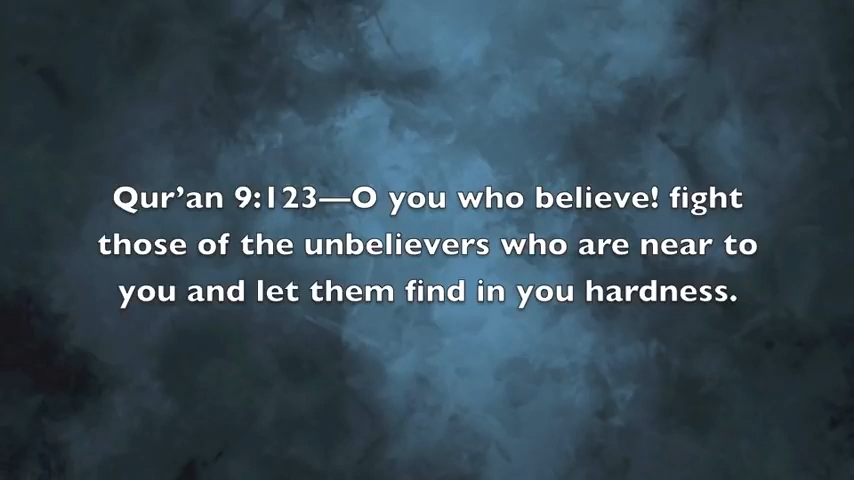 Qur’an 9:123—O you who believe! fight
those of the unbelievers who are near to
you and let them find in you hardness.